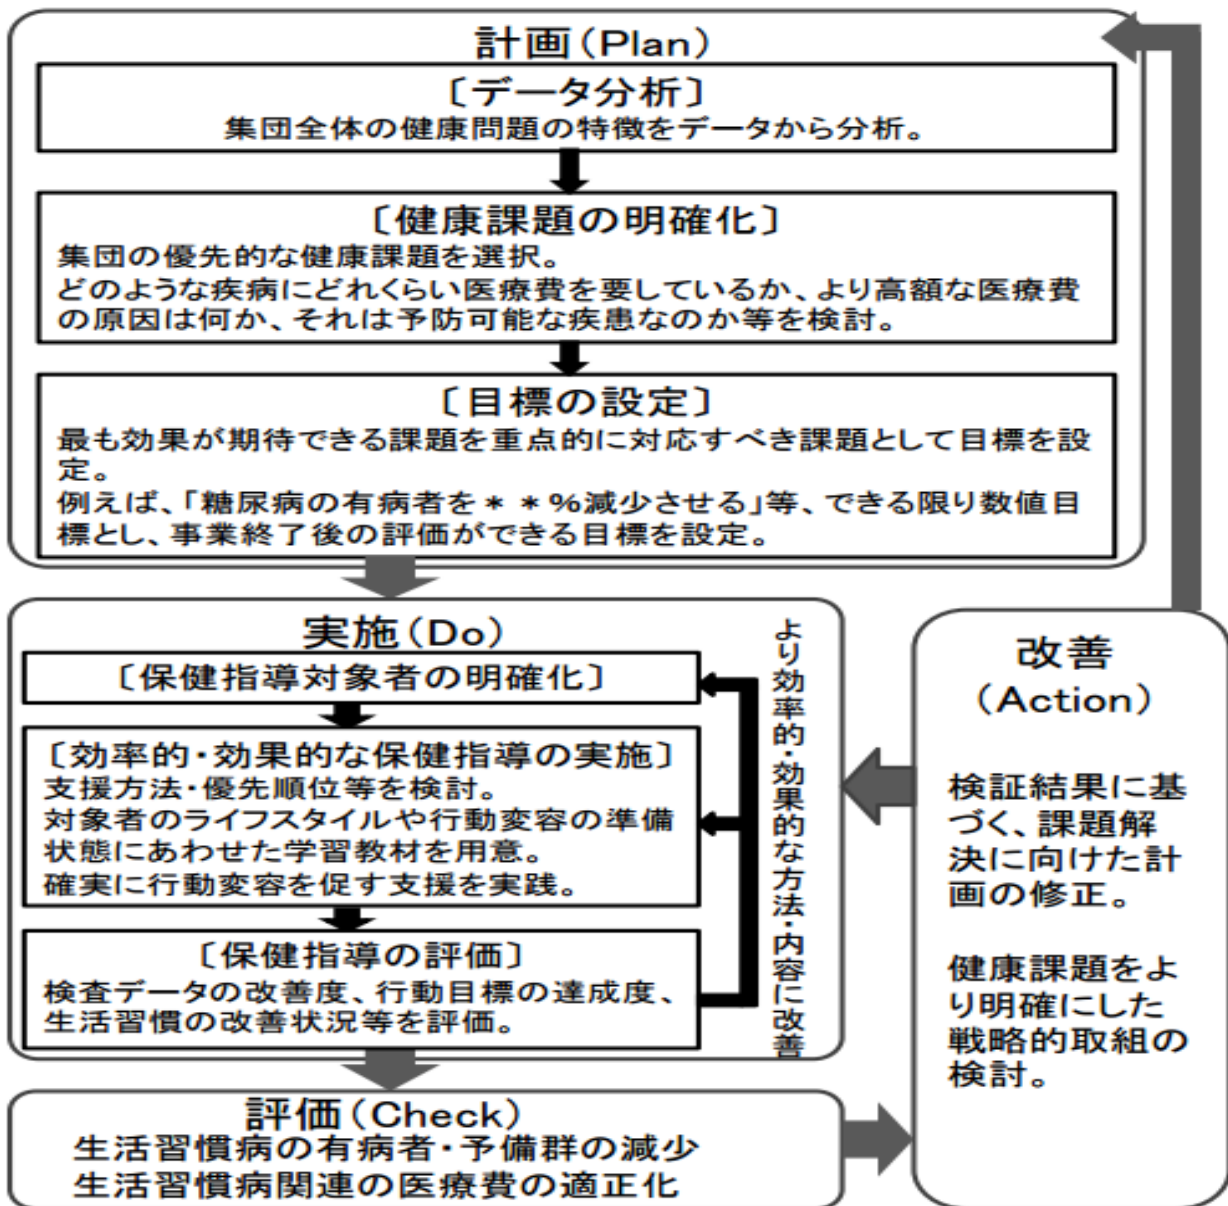 計画(Plan)
〔データ分析〕
集団全体の健康問題の特徴をデータから分析。
〔健康課題の明確化〕
集団の優先的な健康課題を選択。
どのような疾病にどれくらい医療費を要しているか、より高額な医療費
の原因は何か、それは予防可能な疾患なのか等を検討。
〔目標の設定〕
最も効果が期待できる課題を重点的に対応すべき課題として目標を設
定。
例えば、「糖尿病の有病者を＊＊%減少させる」等、できる限り数値目
標とし、事業終了後の評価ができる目標を設定。
実施(Do)
〔保健指導対象者の明確化〕
〔効率的・効果的な保健指導の実施〕
支援方法・優先順位等を検討。
対象者のライフスタイルや行動変容の準備
状態にあわせた学習教材を用意。
確実に行動変容を促す支援を実践。
〔保健指導の評価〕
検査データの改善度、行動目標の達成度、
生活習慣の改善状況等を評価。
より効率的・効果的な方法・内容に改善
評価(Check)
生活習慣病の有病者・予備群の減少
生活習慣病関連の医療費の適正化
改善
(Action)
検証結果に基
づく、課題解
決に向けた計
画の修正。
健康課題をよ
り明確にした
戦略的取組の
検討。